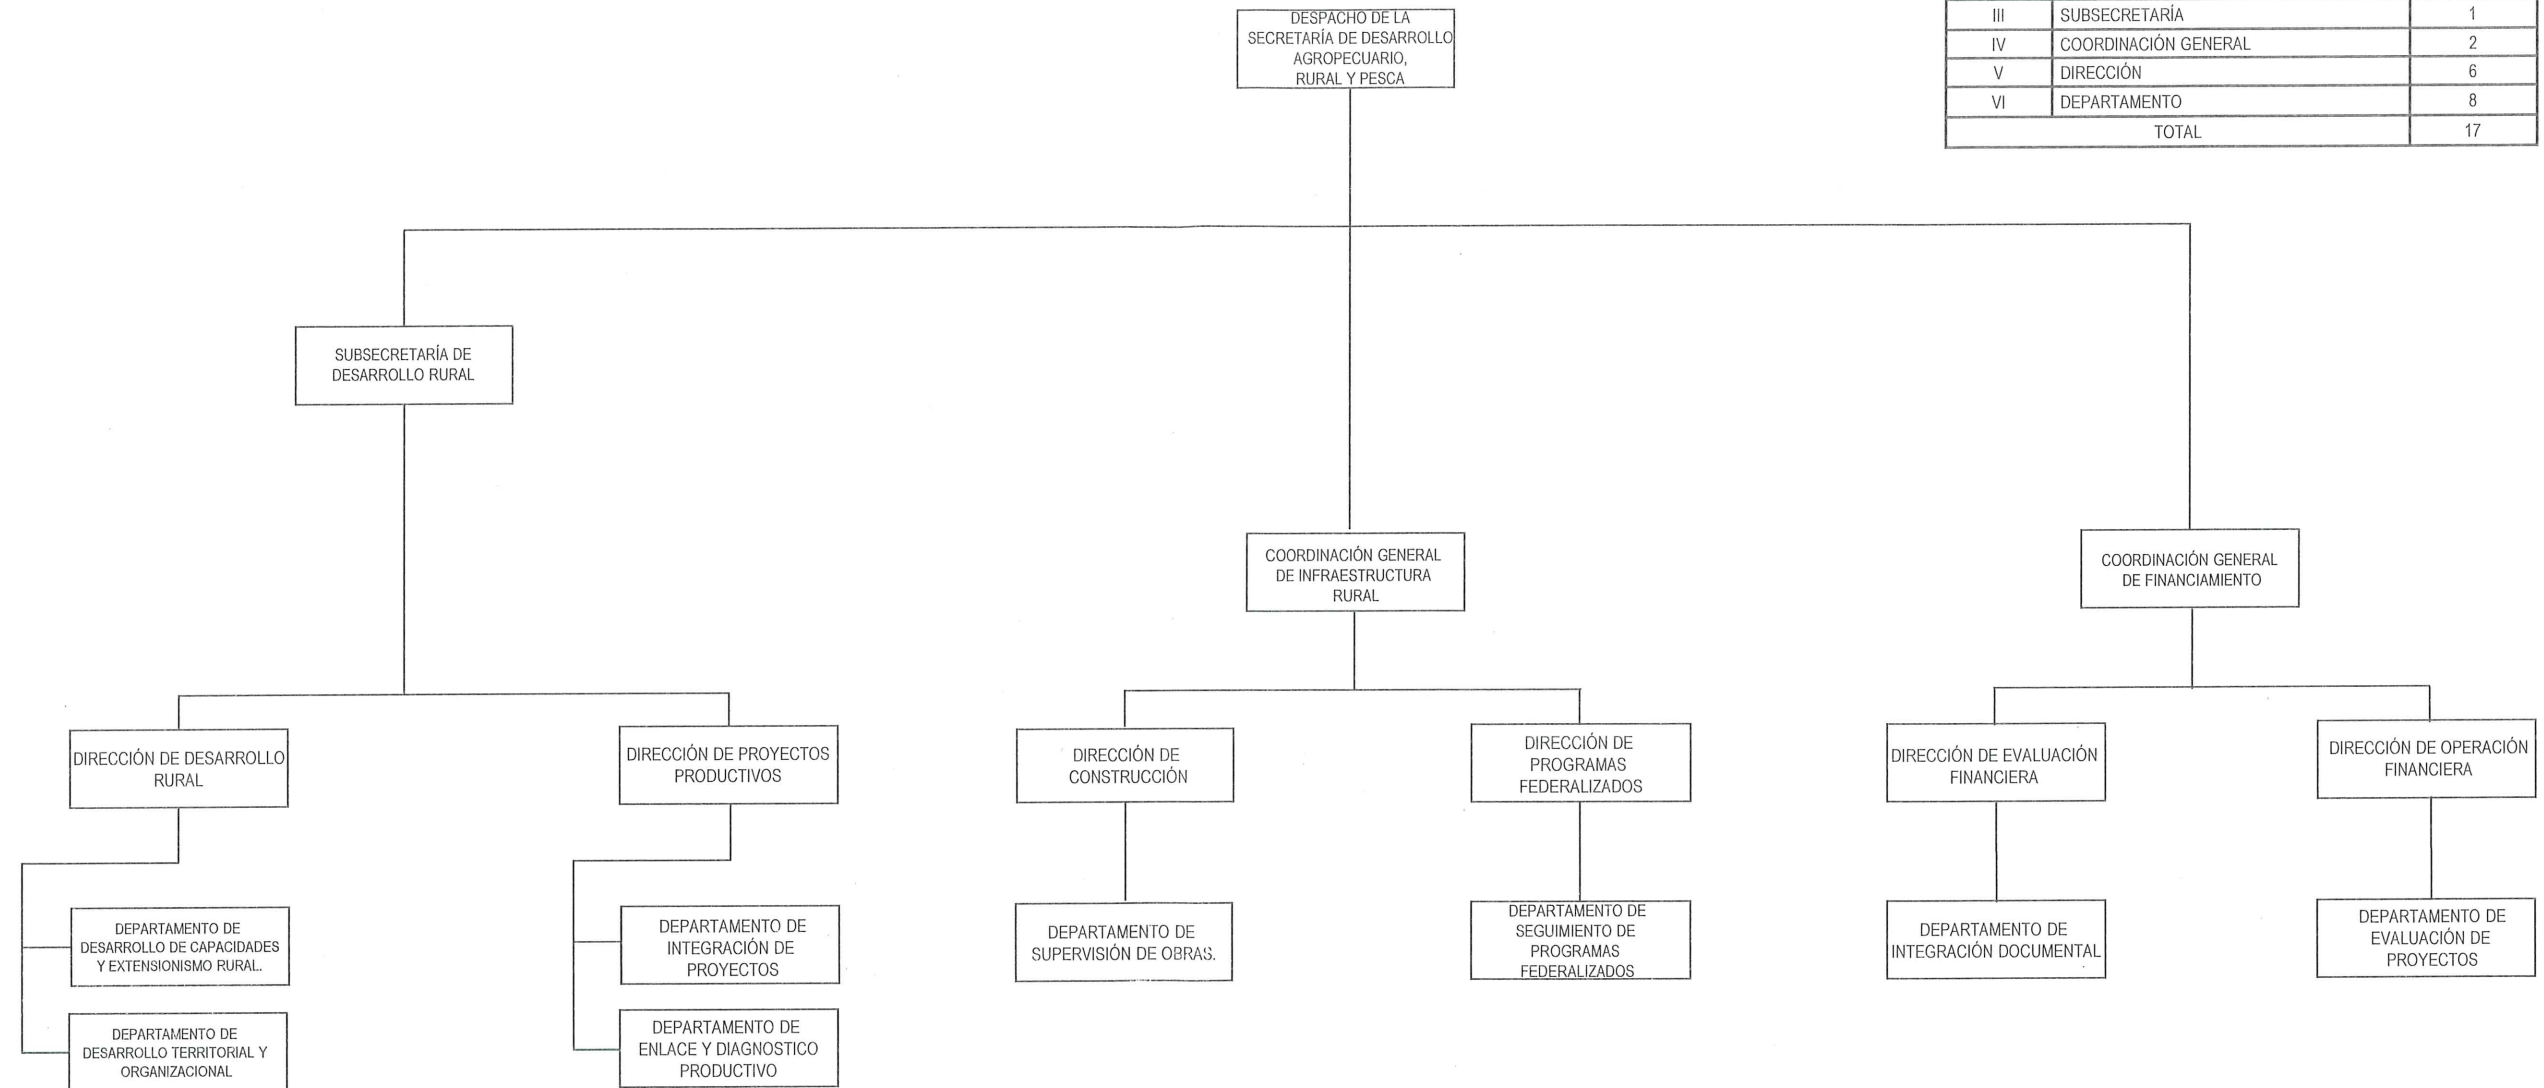 DESPACHO DE LA
SECRETARÍA DE DESARROLLO
AGROPECUARIO,
RURAL Y PESCA
III SUBSECRETARÍA 1
IV COORDINACIÓN GENERAL 2
V DIRECCIÓN 6
VI DEPARTAMENTO 8
TOTAL 17
SUBSECRETARÍA DE
DESARROLLO RURAL
COORDINACIÓN GENERAL
DE INFRAESTRUCTURA
RURAL
COORDINACIÓN GENERAL
DE FINANCIAMIENTO
DIRECCIÓN DE DESARROLLO
RURAL
DIRECCIÓN DE PROYECTOS
PRODUCTIVOS
DIRECCIÓN DE
CONSTRUCCIÓN
DIRECCIÓN DE
PROGRAMAS
FEDERALIZADOS
DIRECCIÓN DE EVALUACIÓN
FINANCIERA
DIRECCIÓN DE OPERACIÓN
FINANCIERA
DEPARTAMENTO DE
DESARROLLO DE CAPACIDADES
Y EXTENSIONISMO RURAL.
DEPARTAMENTO DE
INTEGRACIÓN DE
PROYECTOS
DEPARTAMENTO DE
SUPERVISIÓN DE OBRAS.
DEPARTAMENTO DE
SEGUIMIENTO DE
PROGRAMAS
FEDERALIZADOS
DEPARTAMENTO DE
INTEGRACIÓN DOCUMENTAL
DEPARTAMENTO DE
EVALUACIÓN DE
PROYECTOS
DEPARTAMENTO DE
DESARROLLO TERRITORIAL Y
ORGANIZACIONAL
DEPARTAMENTO DE
ENLACE Y DIAGNOSTICO
PRODUCTIVO